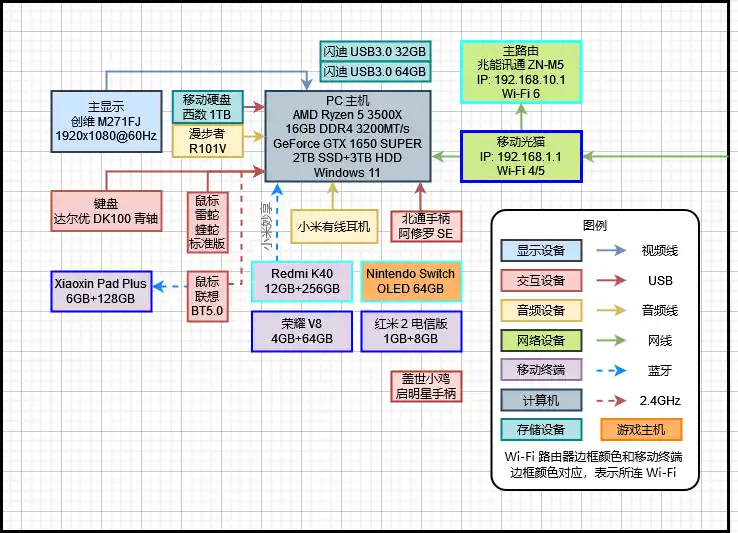 闪迪 USB3.0 32GB
闪迪 USB3.0 64GB
主路由
兆能讯通 ZN-M5
IP: 192.168.10.1
Wi-Fi 6
主显示
创维 M271FJ
1920x1080@60Hz
移动硬盘
西数 1TB
漫步者
R101V
PC 主机
AMD Ryzen 5 3500X
16GB DDR4 3200MT/s
GeForce GTX 1650 SUPER
2TB SSD+3TB HDD
Windows 11
移动光猫
IP: 192.168.1.1
Wi-Fi 4/5
键盘
达尔优 DK100 青轴
鼠标
雷蛇
蝰蛇
标准版
小米妙享
小米有线耳机
北通手柄
阿修罗 SE
Xiaoxin Pad Plus
6GB+128GB
鼠标
联想
BT5.0
Redmi K40
12GB+256GB
Nintendo Switch
OLED 64GB
荣耀 V8
4GB+64GB
红米 2 电信版
1GB+8GB
盖世小鸡
启明星手柄
图例
显示设备
视频线
交互设备
USB
音频设备
音频线
网络设备
网线
移动终端
蓝牙
计算机
2.4GHz
存储设备
游戏主机
Wi-Fi 路由器边框颜色和移动终端
边框颜色对应，表示所连 Wi-Fi